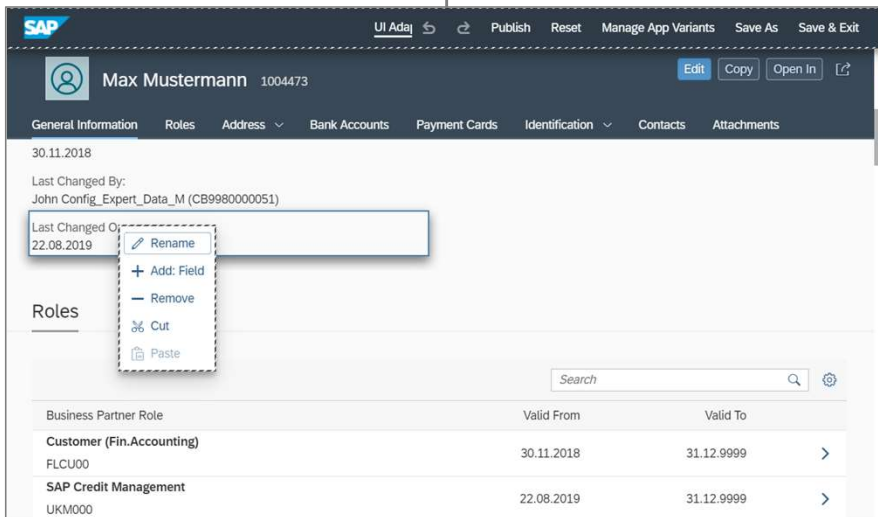 SAP
UI Adap Publish Reset Manage App Variants Save As Save & Exit
Max Mustermann 1004473
Edit Copy Open In
General Information Roles Address Bank Accounts Payment Cards Identification Contacts Attachments
30.11.2018
Last Changed By:
John Config_Expert_Data_M (CB9980000051)
Last Changed O
22.08.2019
Rename
Add: Field
Remove
Cut
Paste
Roles
Search
Business Partner Role Valid From Valid To
Customer (Fin.Accounting)
FLCU00
30.11.2018 31.12.9999
SAP Credit Management
UKM000
22.08.2019 31.12.9999